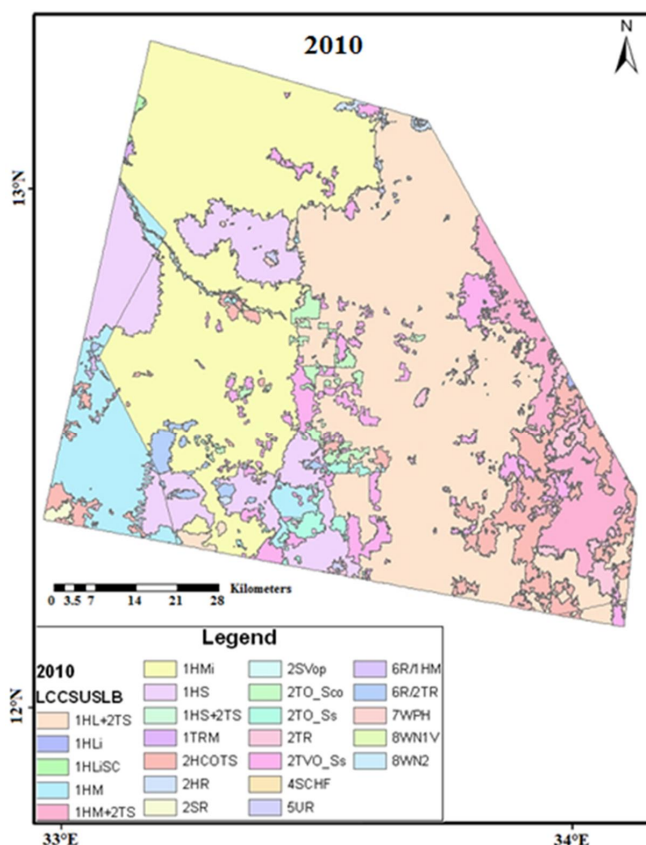 2010
N
13°N
0 3.5 7 14 21 28 Kilometers
Legend
2010
LCCSUSLB
1HL+2TS
1HLi
1HLiSC
1HM
1HM+2TS
1HMi
1HS
1HS+2TS
1TRM
2HCOTS
2HR
2SR
2SVop
2TO_Sco
2TO_Ss
2TR
2TVO_Ss
4SCHF
5UR
6R/1HM
6R/2TR
7WPH
8WN1V
8WN2
12°N
33°E
34°E